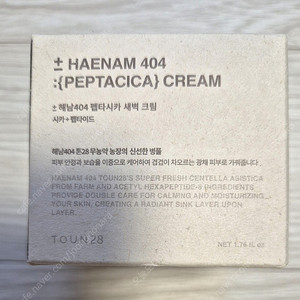 ± HAENAM 404
:{PEPTACICA} CREAM
± 해남404 펩타시카 새벽 크림
시카+펩타이드
해남404 톤28 무농약 농장의 신선한 병풀
피부 안정과 보습을 이중으로 케어하여 겹겹이 차오르는 광채 피부로 가꿔줍니다.
HAENAM 404 TOUN28'S SUPER FRESH CENTELLA ASIATICA
FROM FARM AND ACETYL HEXAPEPTIDE-8 INGREDIENTS
PROVIDE DOUBLE CARE FOR CALMING AND MOISTURIZING
YOUR SKIN, CREATING A RADIANT SKIN LAYER UPON
LAYER.
TOUN28
NET 1.76 fl. oz